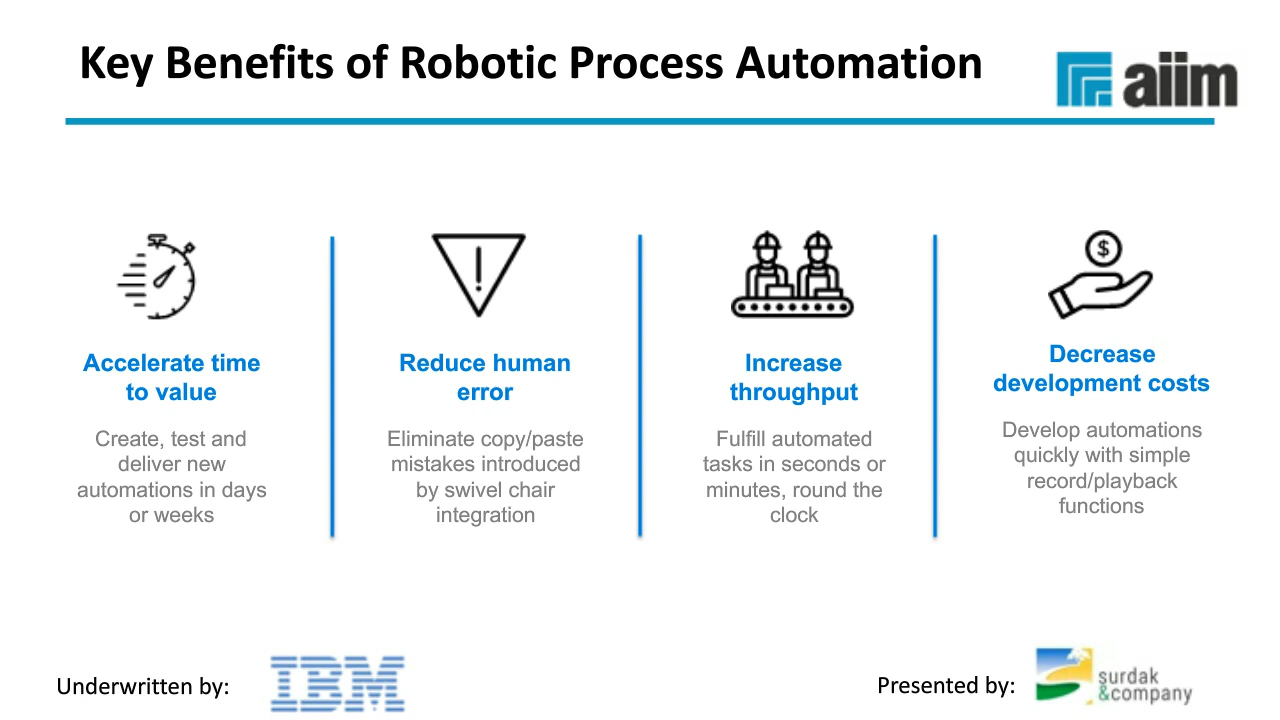 Key Benefits of Robotic Process Automation
aiim
Accelerate time
to value
Create, test and
deliver new
automations in days
or weeks
Reduce human
error
Eliminate copy/paste
mistakes introduced
by swivel chair
integration
Increase
throughput
Fulfill automated
tasks in seconds or
minutes, round the
clock
$
Decrease
development costs
Develop automations
quickly with simple
record/playback
functions
Underwritten by:
IBM
Presented by:
surdak
&company